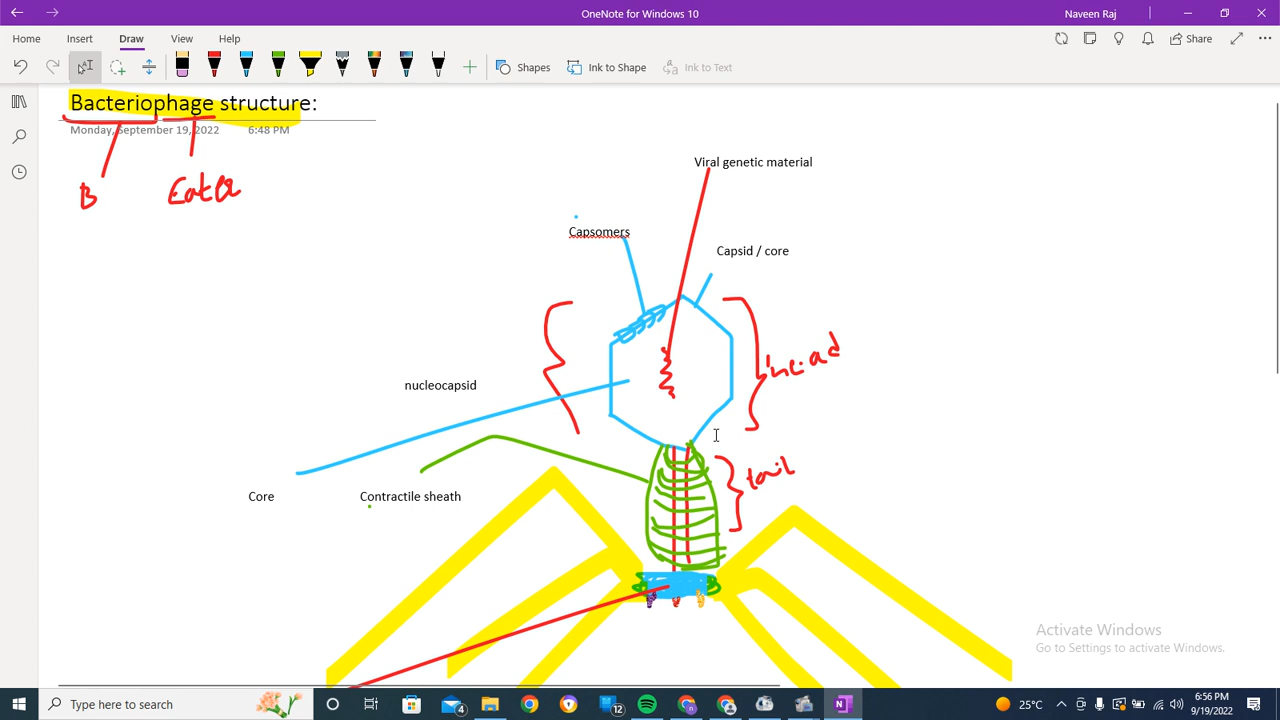 OneNote for Windows 10
Naveen Raj
Home Insert Draw View Help
Share
Shapes Ink to Shape Ink to Text
Bacteriophage structure:
Monday, September 19, 2022 6:48 PM
B
Viral genetic material
Capsomers
Capsid / core
head
nucleocapsid
tail
Core
Contractile sheath
Activate Windows
Go to Settings to activate Windows.
Type here to search
4
12
25°C
6:56 PM
9/19/2022